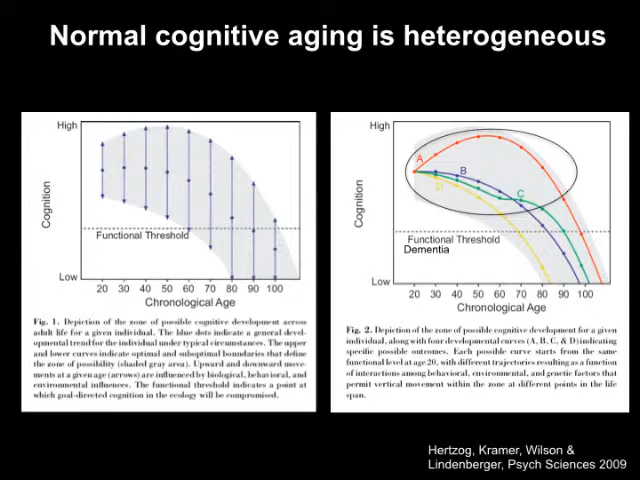 Normal cognitive aging is heterogeneous
High
Cognition
Functional Threshold
Low
20 30 40 50 60 70 80 90 100
Chronological Age
Fig. 1. Depiction of the zone of possible cognitive development across
adult life for a given individual. The blue dots indicate a general devel-
opmental trend for the individual under typical circumstances. The upper
and lower curves indicate optimal and suboptimal boundaries that define
the zone of possibility (shaded gray area). Upward and downward move-
ments at a given age (arrows) are influenced by biological, behavioral, and
environmental influences. The functional threshold indicates a point at
which goal-directed cognition in the ecology will be compromised.
High
A
B
C
D
Cognition
Functional Threshold
Dementia
Low
20 30 40 50 60 70 80 90 100
Chronological Age
Fig. 2. Depiction of the zone of possible cognitive development for a given
individual, along with four developmental curves (A, B, C, & D) indicating
specific possible outcomes. Each possible curve starts from the same
functional level at age 20, with different trajectories resulting as a function
of interactions among behavioral, environmental, and genetic factors that
permit vertical movement within the zone at different points in the life
span.
Hertzog, Kramer, Wilson &
Lindenberger, Psych Sciences 2009